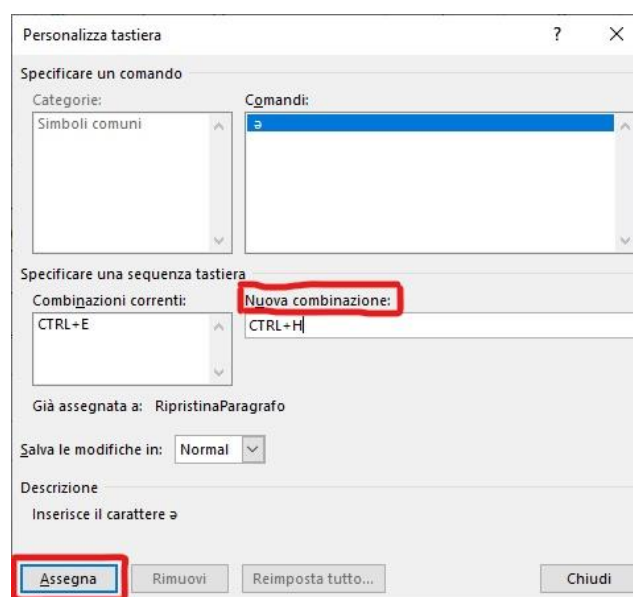 Personalizza tastiera ? X
Specificare un comando
Categorie: Comandi:
Simboli comuni ə
Specificare una sequenza tastiera
Combinazioni correnti: Nuova combinazione:
CTRL+E CTRL+H
Già assegnata a: RipristinaParagrafo
Salva le modifiche in: Normal
Descrizione
Inserisce il carattere ə
Assegna Rimuovi Reimposta tutto... Chiudi